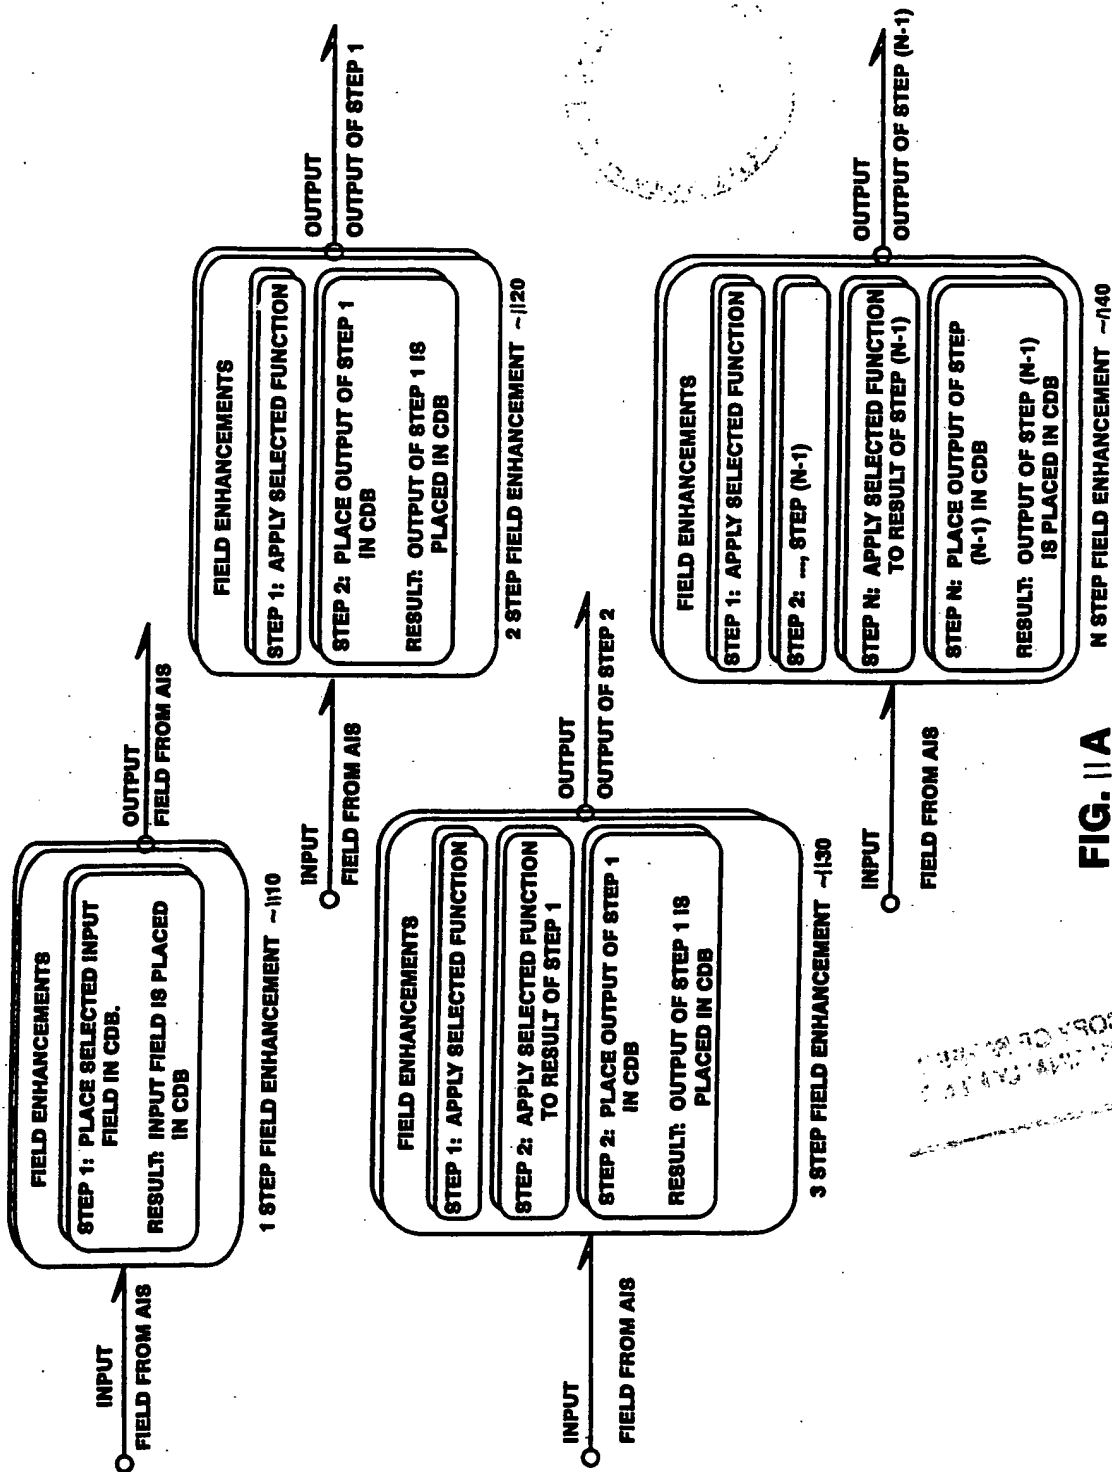 INPUT
FIELD FROM AIS
FIELD ENHANCEMENTS
STEP 1: PLACE SELECTED INPUT
FIELD IN CDB.
RESULT: INPUT FIELD IS PLACED
IN CDB
OUTPUT
FIELD FROM AIS
1 STEP FIELD ENHANCEMENT ~1110
INPUT
FIELD FROM AIS
FIELD ENHANCEMENTS
STEP 1: APPLY SELECTED FUNCTION
STEP 2: PLACE OUTPUT OF STEP 1
IN CDB
RESULT: OUTPUT OF STEP 1 IS
PLACED IN CDB
OUTPUT
OUTPUT OF STEP 1
2 STEP FIELD ENHANCEMENT ~1120
INPUT
FIELD FROM AIS
FIELD ENHANCEMENTS
STEP 1: APPLY SELECTED FUNCTION
STEP 2: APPLY SELECTED FUNCTION
TO RESULT OF STEP 1
STEP 2: PLACE OUTPUT OF STEP 1
IN CDB
RESULT: OUTPUT OF STEP 1 IS
PLACED IN CDB
OUTPUT
OUTPUT OF STEP 2
3 STEP FIELD ENHANCEMENT ~1130
INPUT
FIELD FROM AIS
FIELD ENHANCEMENTS
STEP 1: APPLY SELECTED FUNCTION
STEP 2: ..., STEP (N-1)
STEP N: APPLY SELECTED FUNCTION
TO RESULT OF STEP (N-1)
STEP N: PLACE OUTPUT OF STEP
(N-1) IN CDB
RESULT: OUTPUT OF STEP (N-1)
IS PLACED IN CDB
OUTPUT
OUTPUT OF STEP (N-1)
N STEP FIELD ENHANCEMENT ~1140
FIG. 11A